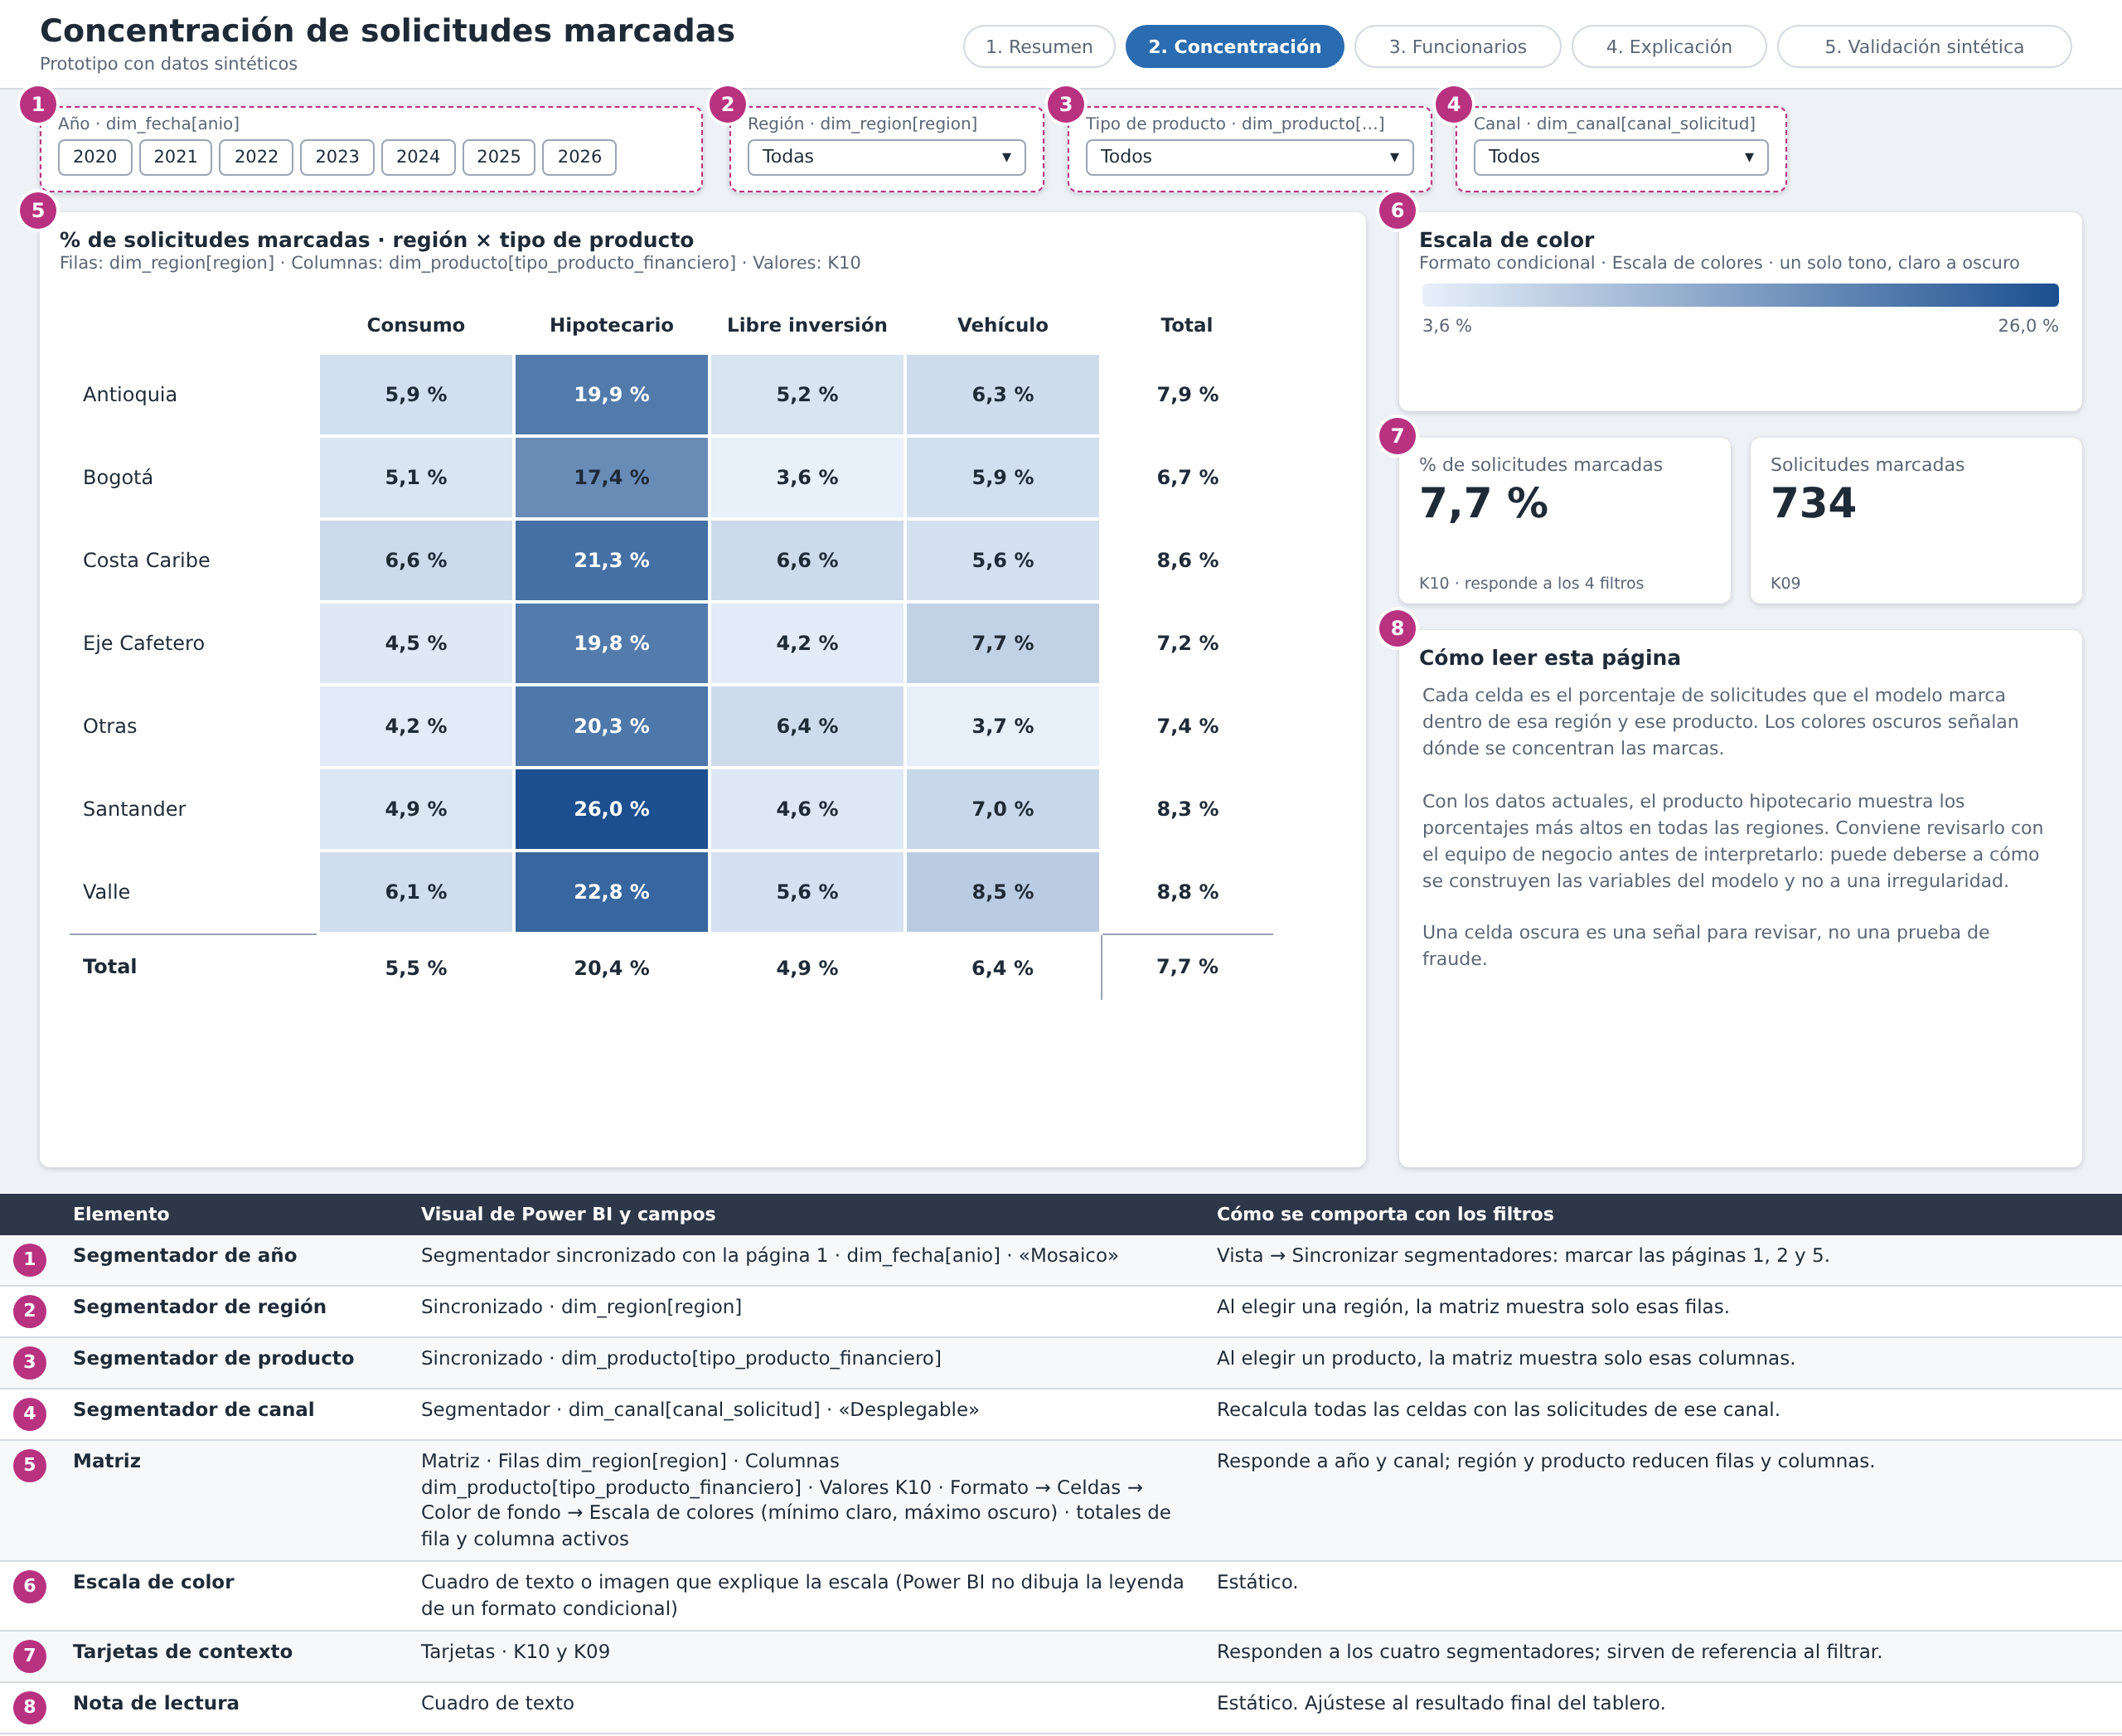 Concentración de solicitudes marcadas
Prototipo con datos sintéticos
1. Resumen
2. Concentración
3. Funcionarios
4. Explicación
5. Validación sintética
1
Año · dim_fecha[anio]
2020 2021 2022 2023 2024 2025 2026
2
Región · dim_region[region]
Todas ▾
3
Tipo de producto · dim_producto[...]
Todos ▾
4
Canal · dim_canal[canal_solicitud]
Todos ▾
5
% de solicitudes marcadas · región × tipo de producto
Filas: dim_region[region] · Columnas: dim_producto[tipo_producto_financiero] · Valores: K10
Consumo Hipotecario Libre inversión Vehículo Total
Antioquia 5,9 % 19,9 % 5,2 % 6,3 % 7,9 %
Bogotá 5,1 % 17,4 % 3,6 % 5,9 % 6,7 %
Costa Caribe 6,6 % 21,3 % 6,6 % 5,6 % 8,6 %
Eje Cafetero 4,5 % 19,8 % 4,2 % 7,7 % 7,2 %
Otras 4,2 % 20,3 % 6,4 % 3,7 % 7,4 %
Santander 4,9 % 26,0 % 4,6 % 7,0 % 8,3 %
Valle 6,1 % 22,8 % 5,6 % 8,5 % 8,8 %
Total 5,5 % 20,4 % 4,9 % 6,4 % 7,7 %
6
Escala de color
Formato condicional · Escala de colores · un solo tono, claro a oscuro
3,6 % 26,0 %
7
% de solicitudes marcadas
7,7 %
K10 · responde a los 4 filtros
Solicitudes marcadas
734
K09
8
Cómo leer esta página
Cada celda es el porcentaje de solicitudes que el modelo marca
dentro de esa región y ese producto. Los colores oscuros señalan
dónde se concentran las marcas.
Con los datos actuales, el producto hipotecario muestra los
porcentajes más altos en todas las regiones. Conviene revisarlo con
el equipo de negocio antes de interpretarlo: puede deberse a cómo
se construyen las variables del modelo y no a una irregularidad.
Una celda oscura es una señal para revisar, no una prueba de
fraude.
Elemento Visual de Power BI y campos Cómo se comporta con los filtros
1 Segmentador de año Segmentador sincronizado con la página 1 · dim_fecha[anio] · «Mosaico» Vista → Sincronizar segmentadores: marcar las páginas 1, 2 y 5.
2 Segmentador de región Sincronizado · dim_region[region] Al elegir una región, la matriz muestra solo esas filas.
3 Segmentador de producto Sincronizado · dim_producto[tipo_producto_financiero] Al elegir un producto, la matriz muestra solo esas columnas.
4 Segmentador de canal Segmentador · dim_canal[canal_solicitud] · «Desplegable» Recalcula todas las celdas con las solicitudes de ese canal.
5 Matriz Matriz · Filas dim_region[region] · Columnas Responde a año y canal; región y producto reducen filas y columnas.
dim_producto[tipo_producto_financiero] · Valores K10 · Formato → Celdas →
Color de fondo → Escala de colores (mínimo claro, máximo oscuro) · totales de
fila y columna activos
6 Escala de color Cuadro de texto o imagen que explique la escala (Power BI no dibuja la leyenda Estático.
de un formato condicional)
7 Tarjetas de contexto Tarjetas · K10 y K09 Responden a los cuatro segmentadores; sirven de referencia al filtrar.
8 Nota de lectura Cuadro de texto Estático. Ajústese al resultado final del tablero.